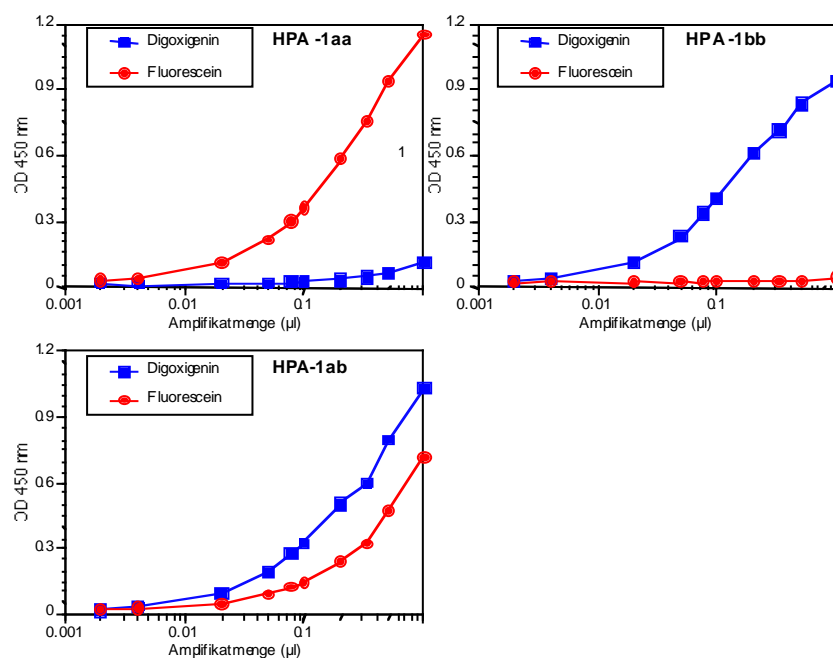 1.2
0.9
0.6
0.3
0
OD 450 nm
Digoxigenin
Fluorescein
HPA -1aa
1
0.001
0.01
0.1
Amplifikatmenge (µl)
1.2
0.9
0.6
0.3
0
OD 450 nm
Digoxigenin
Fluorescein
HPA -1bb
0.001
0.01
0.1
Amplifikatmenge (µl)
1.2
0.9
0.6
0.3
0
OD 450 nm
Digoxigenin
Fluorescein
HPA-1ab
0.001
0.01
0.1
Amplifikatmenge (µl)